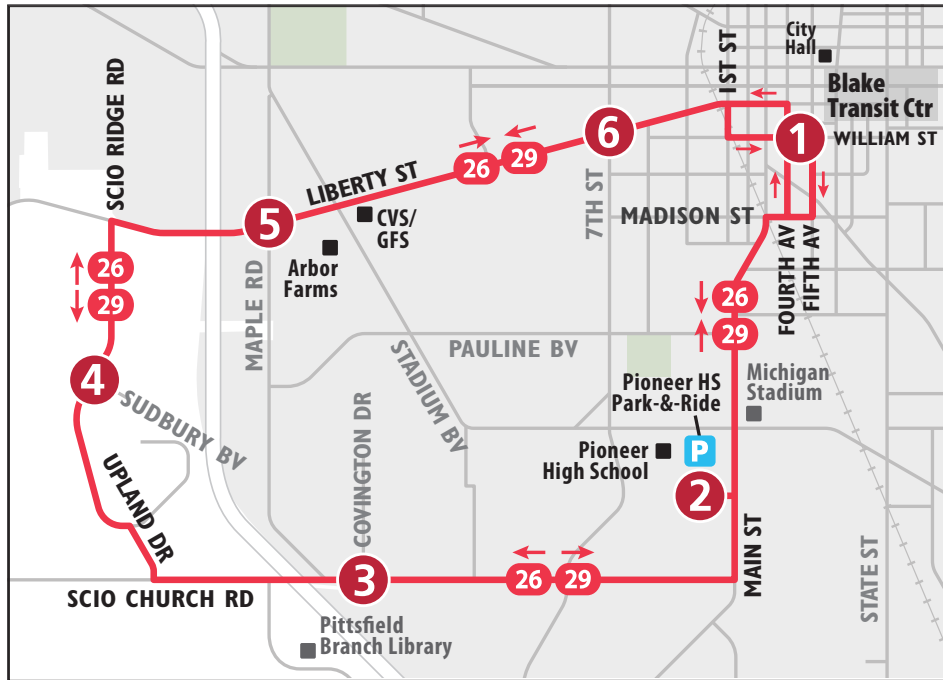 City
Hall
Blake
Transit Ctr
1ST ST
1
WILLIAM ST
SCIO RIDGE RD
6
26
29
LIBERTY ST
7TH ST
MADISON ST
5
CVS/
GFS
Arbor
Farms
MAPLE RD
FOURTH AV
FIFTH AV
26
29
26
29
PAULINE BV
STADIUM BV
4
SUDBURY BV
COVINGTON DR
Pioneer HS
Park-&-Ride
Michigan
Stadium
P
Pioneer
High School
2
UPLAND DR
MAIN ST
STATE ST
3
26
29
SCIO CHURCH RD
Pittsfield
Branch Library